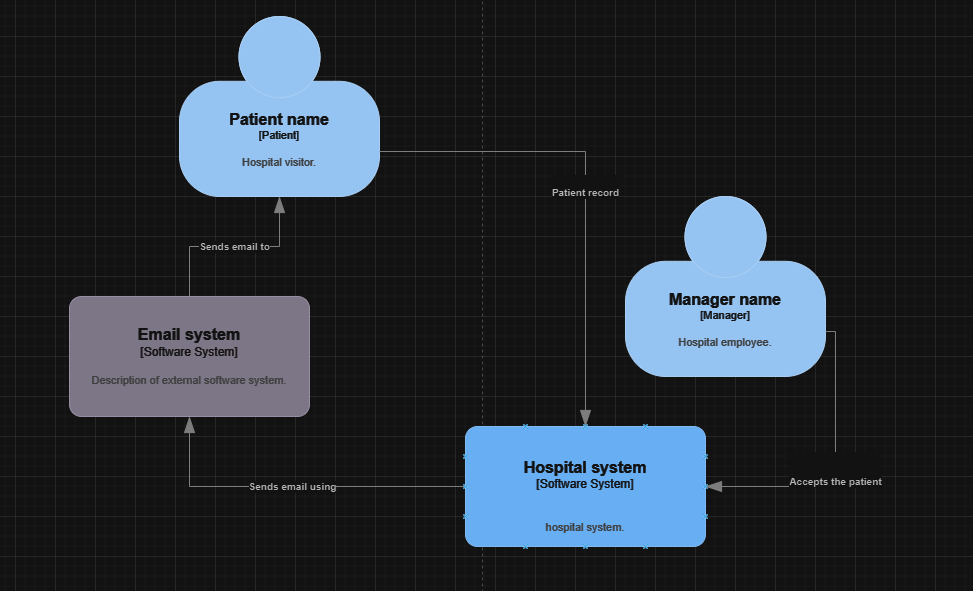 Patient name
[Patient]
Hospital visitor.
Patient record
Sends email to
Manager name
[Manager]
Hospital employee.
Email system
[Software System]
Description of external software system.
Hospital system
[Software System]
hospital system.
Sends email using
Accepts the patient